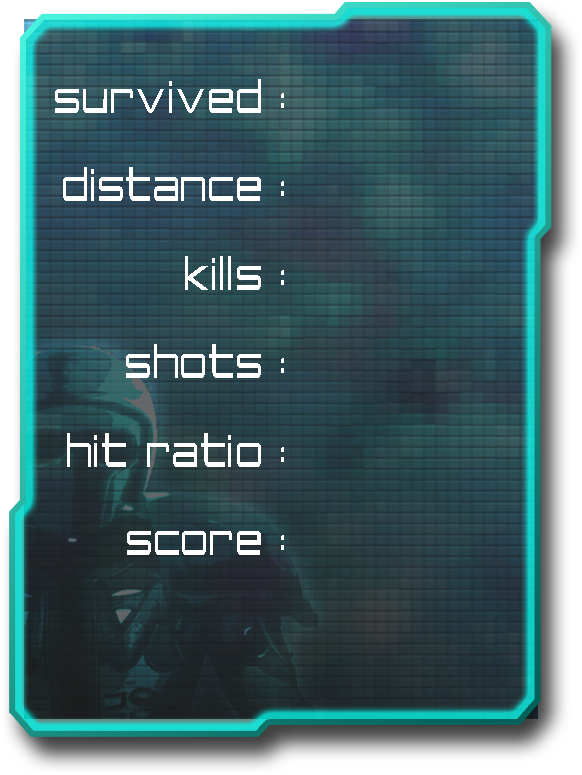 survived :
distance :
kills :
shots :
hit ratio :
score :